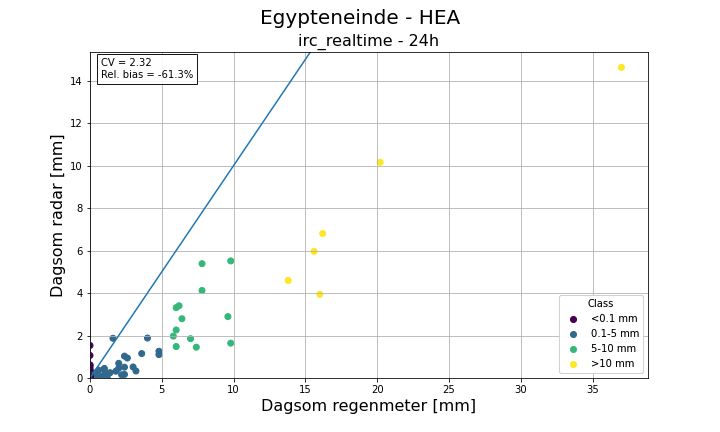 Egypteneinde - HEA
irc_realtime - 24h
CV = 2.32
Rel. bias = -61.3%
14
12
10
8
6
4
2
0
Dagsom radar [mm]
0 5 10 15 20 25 30 35
Dagsom regenmeter [mm]
Class
<0.1 mm
0.1-5 mm
5-10 mm
>10 mm